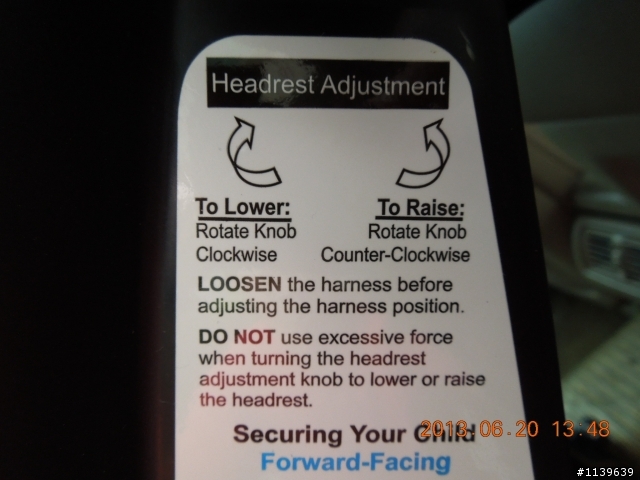 Headrest Adjustment
To Lower:
Rotate Knob
Clockwise
To Raise:
Rotate Knob
Counter-Clockwise
LOOSEN the harness before
adjusting the harness position.
DO NOT use excessive force
when turning the headrest
adjustment knob to lower or raise
the headrest.
Securing Your Child
Forward-Facing
2013.06.20 13:48
#1139639